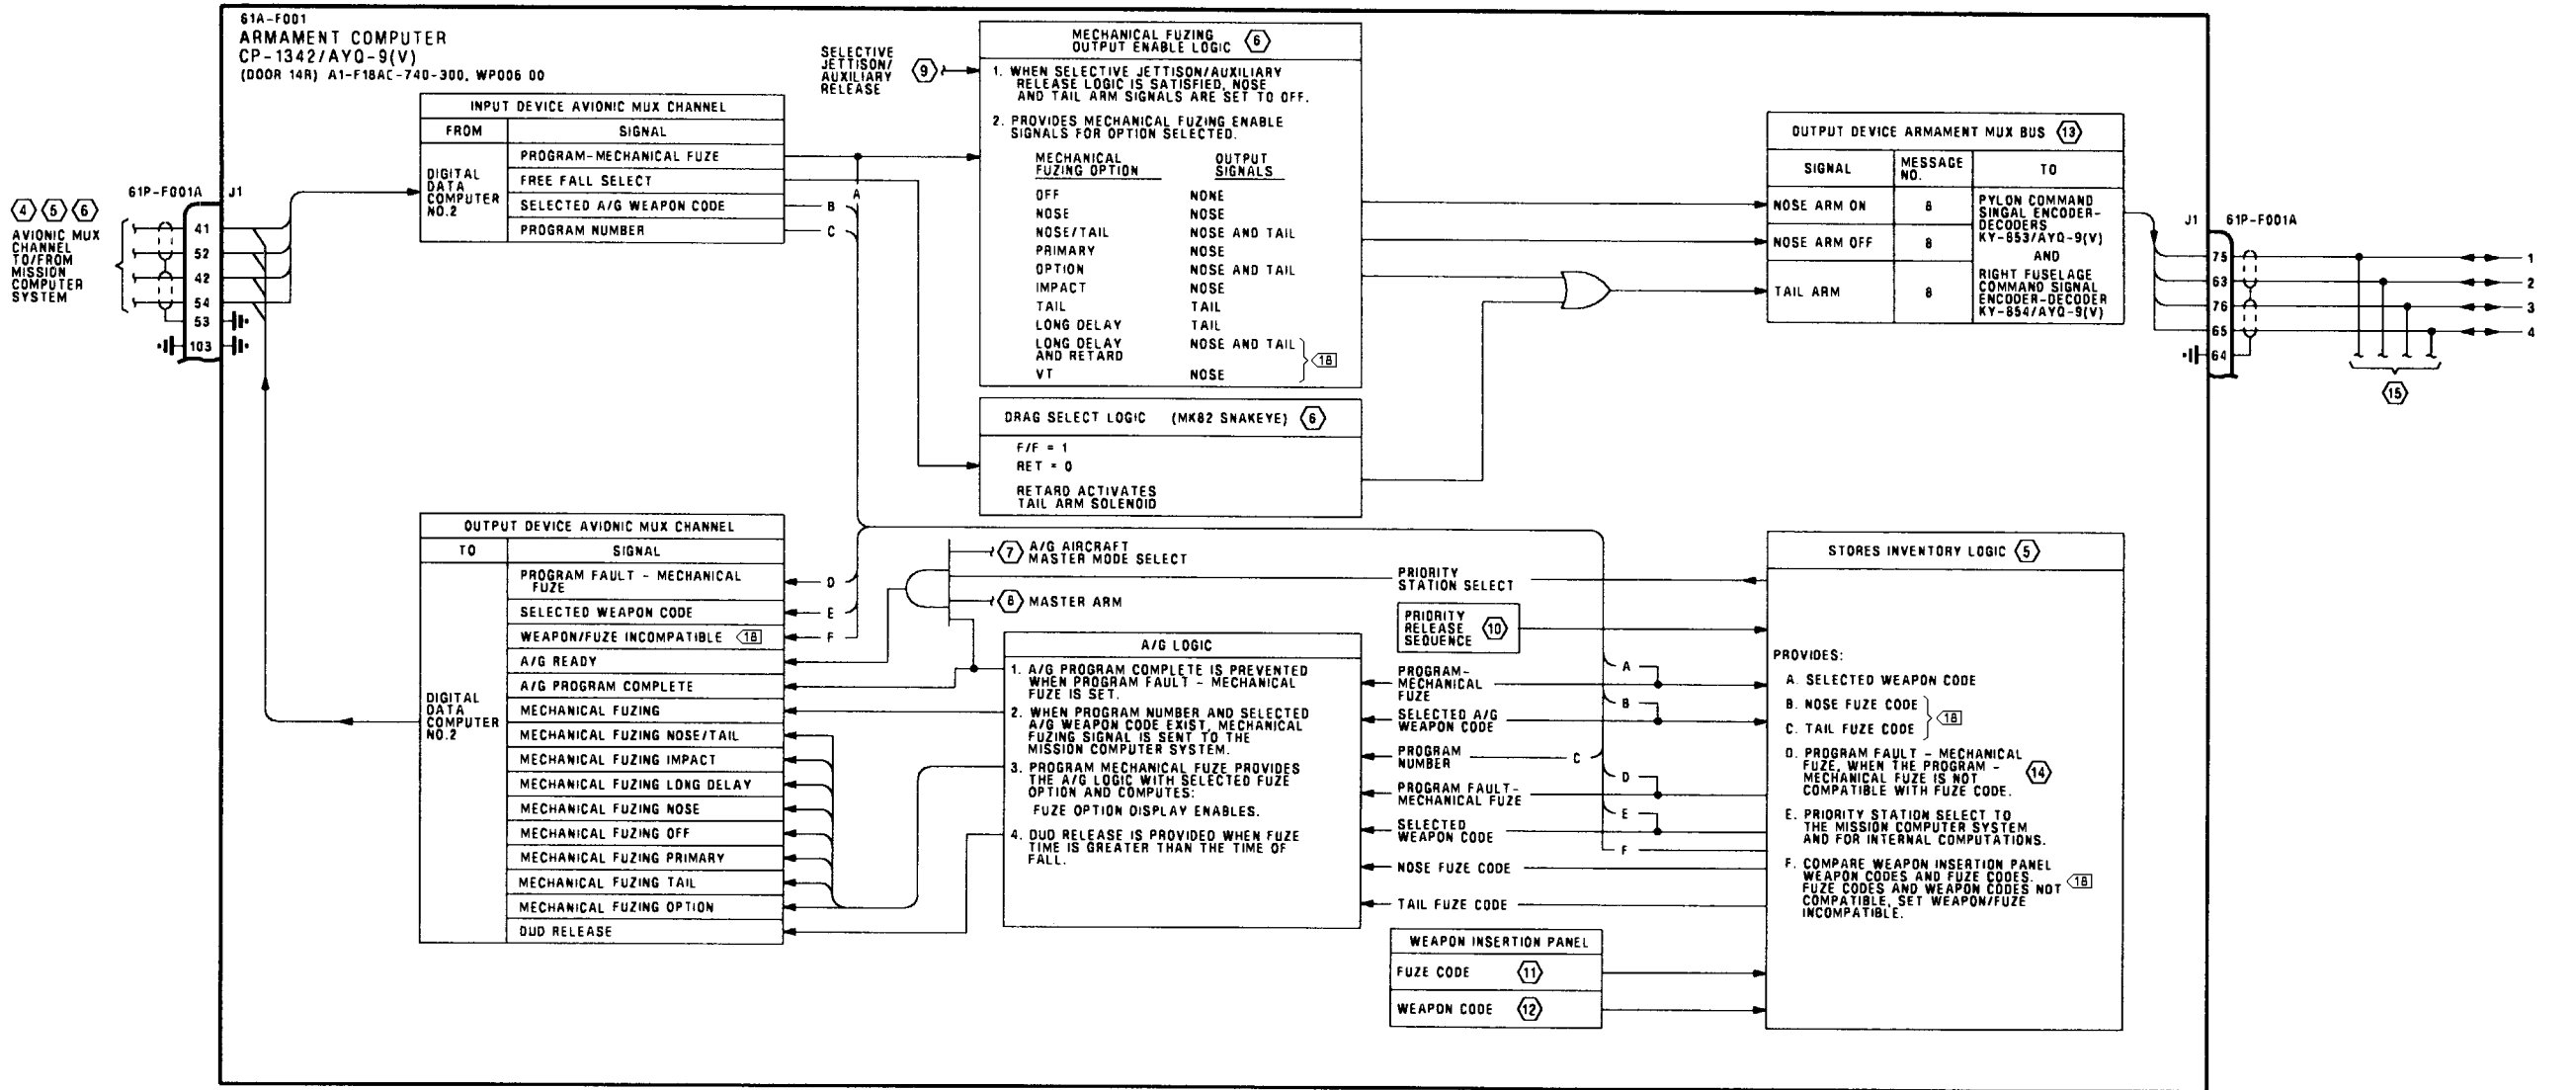 61A-F001
ARMAMENT COMPUTER
CP-1342/AYQ-9(V)
(DOOR 14R) A1-F18AC-740-300, WP006 00
4 5 6
AVIONIC MUX
CHANNEL
TO/FROM
MISSION
COMPUTER
SYSTEM
61P-F001A
J1
41
52
42
54
53
103
INPUT DEVICE AVIONIC MUX CHANNEL
FROM
SIGNAL
DIGITAL
DATA
COMPUTER
NO.2
PROGRAM-MECHANICAL FUZE
FREE FALL SELECT
SELECTED A/G WEAPON CODE
PROGRAM NUMBER
A
B
C
SELECTIVE
JETTISON/
AUXILIARY
RELEASE
9
MECHANICAL FUZING
OUTPUT ENABLE LOGIC
6
1. WHEN SELECTIVE JETTISON/AUXILIARY
RELEASE LOGIC IS SATISFIED, NOSE
AND TAIL ARM SIGNALS ARE SET TO OFF.
2. PROVIDES MECHANICAL FUZING ENABLE
SIGNALS FOR OPTION SELECTED.
MECHANICAL
FUZING OPTION
OUTPUT
SIGNALS
OFF NONE
NOSE NOSE
NOSE/TAIL NOSE AND TAIL
PRIMARY NOSE
OPTION NOSE AND TAIL
IMPACT NOSE
TAIL TAIL
LONG DELAY TAIL
LONG DELAY NOSE AND TAIL
AND RETARD
18
VT NOSE
DRAG SELECT LOGIC (MK82 SNAKEYE) 6
F/F = 1
RET = 0
RETARD ACTIVATES
TAIL ARM SOLENOID
OUTPUT DEVICE ARMAMENT MUX BUS 13
SIGNAL
MESSAGE
NO.
TO
NOSE ARM ON 8
NOSE ARM OFF 8
TAIL ARM 8
PYLON COMMAND
SINGAL ENCODER-
DECODERS
KY-853/AYQ-9(V)
AND
RIGHT FUSELAGE
COMMAND SIGNAL
ENCODER-DECODER
KY-854/AYQ-9(V)
J1
61P-F001A
75
63
76
65
64
1
2
3
4
15
OUTPUT DEVICE AVIONIC MUX CHANNEL
TO
SIGNAL
DIGITAL
DATA
COMPUTER
NO.2
PROGRAM FAULT - MECHANICAL
FUZE
SELECTED WEAPON CODE
WEAPON/FUZE INCOMPATIBLE 18
A/G READY
A/G PROGRAM COMPLETE
MECHANICAL FUZING
MECHANICAL FUZING NOSE/TAIL
MECHANICAL FUZING IMPACT
MECHANICAL FUZING LONG DELAY
MECHANICAL FUZING NOSE
MECHANICAL FUZING OFF
MECHANICAL FUZING PRIMARY
MECHANICAL FUZING TAIL
MECHANICAL FUZING OPTION
DUD RELEASE
D
E
F
7
A/G AIRCRAFT
MASTER MODE SELECT
8 MASTER ARM
A/G LOGIC
1. A/G PROGRAM COMPLETE IS PREVENTED
WHEN PROGRAM FAULT - MECHANICAL
FUZE IS SET.
2. WHEN PROGRAM NUMBER AND SELECTED
A/G WEAPON CODE EXIST, MECHANICAL
FUZING SIGNAL IS SENT TO THE
MISSION COMPUTER SYSTEM.
3. PROGRAM MECHANICAL FUZE PROVIDES
THE A/G LOGIC WITH SELECTED FUZE
OPTION AND COMPUTES:
FUZE OPTION DISPLAY ENABLES.
4. DUD RELEASE IS PROVIDED WHEN FUZE
TIME IS GREATER THAN THE TIME OF
FALL.
PRIORITY
STATION SELECT
PRIORITY
RELEASE
SEQUENCE
10
PROGRAM-
MECHANICAL
FUZE
SELECTED A/G
WEAPON CODE
PROGRAM
NUMBER
PROGRAM FAULT-
MECHANICAL FUZE
SELECTED
WEAPON CODE
NOSE FUZE CODE
TAIL FUZE CODE
A
B
C
D
E
F
WEAPON INSERTION PANEL
FUZE CODE 11
WEAPON CODE 12
STORES INVENTORY LOGIC 5
PROVIDES:
A. SELECTED WEAPON CODE
B. NOSE FUZE CODE
C. TAIL FUZE CODE
18
D. PROGRAM FAULT - MECHANICAL
FUZE, WHEN THE PROGRAM -
MECHANICAL FUZE IS NOT
COMPATIBLE WITH FUZE CODE.
14
E. PRIORITY STATION SELECT TO
THE MISSION COMPUTER SYSTEM
AND FOR INTERNAL COMPUTATIONS.
F. COMPARE WEAPON INSERTION PANEL
WEAPON CODES AND FUZE CODES.
FUZE CODES AND WEAPON CODES NOT
COMPATIBLE, SET WEAPON/FUZE
INCOMPATIBLE.
18